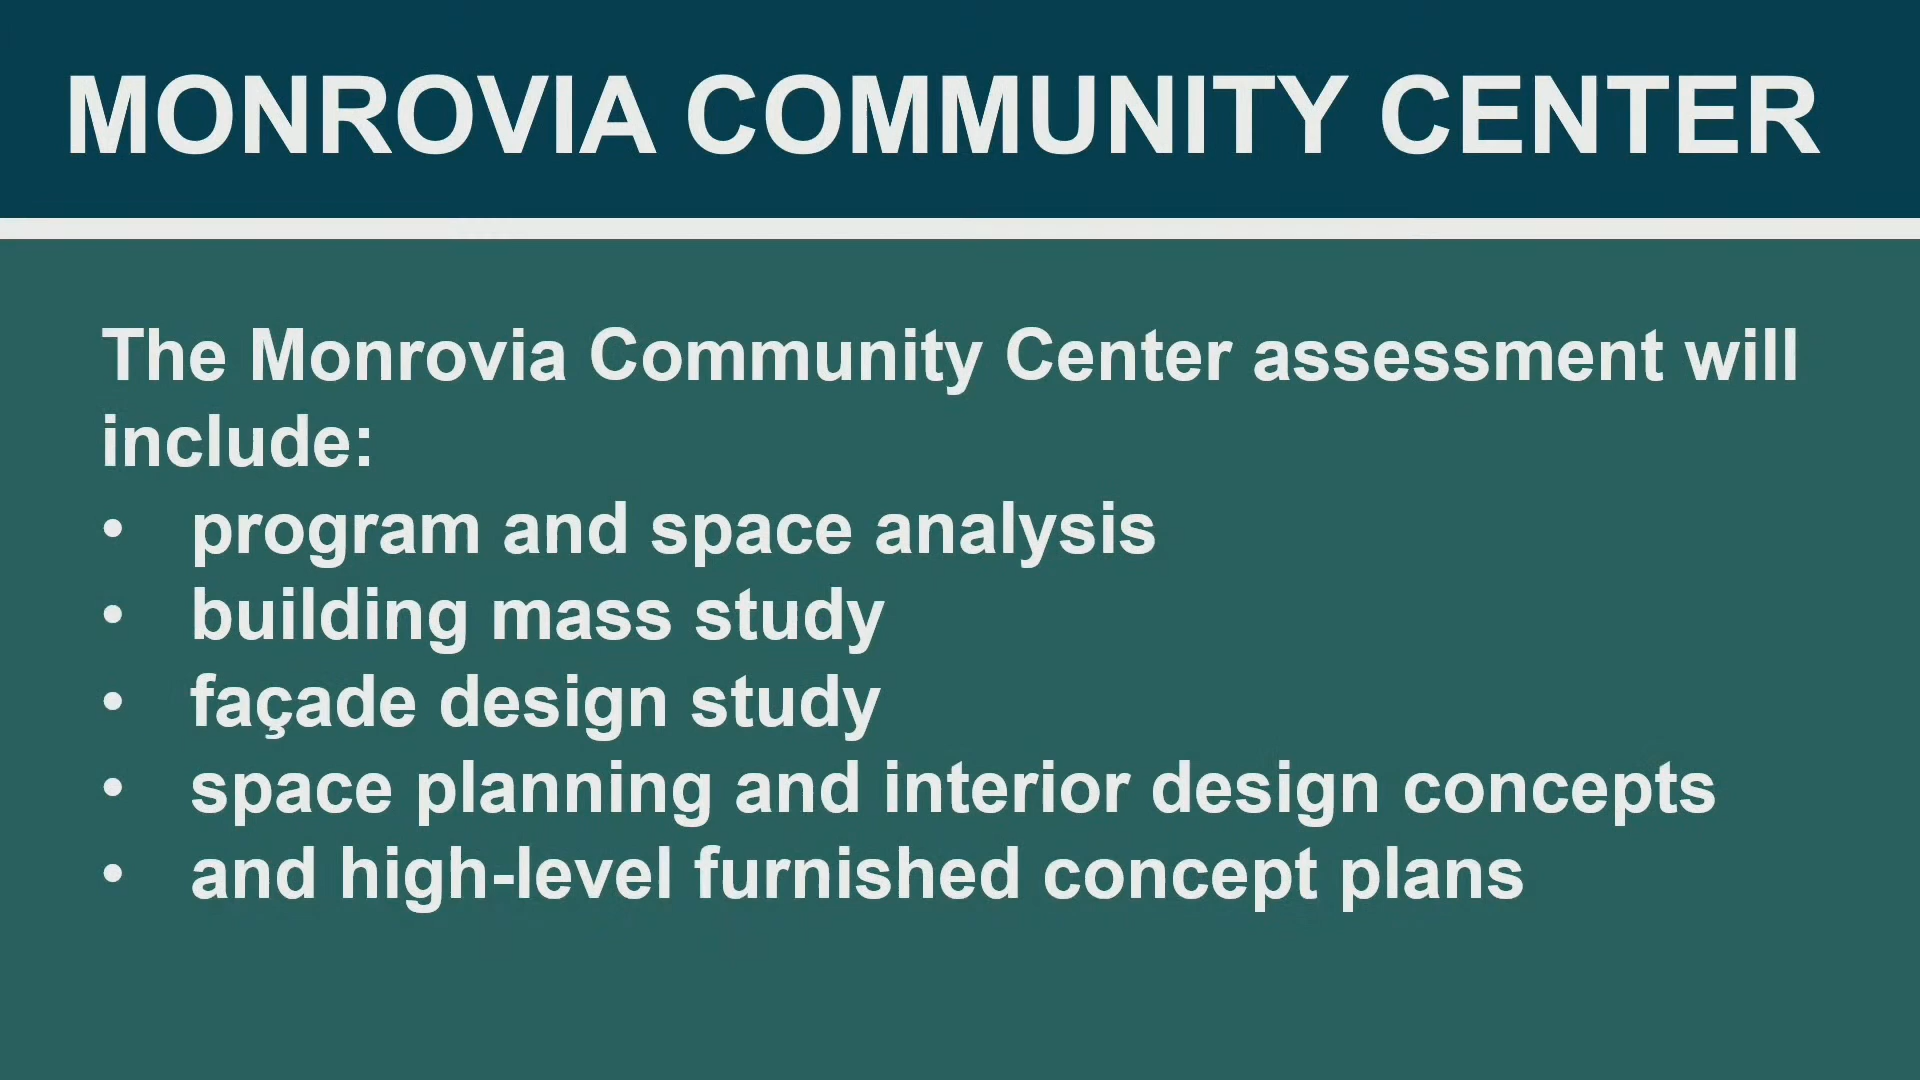 MONROVIA COMMUNITY CENTER
The Monrovia Community Center assessment will
include:
• program and space analysis
• building mass study
• façade design study
• space planning and interior design concepts
• and high-level furnished concept plans